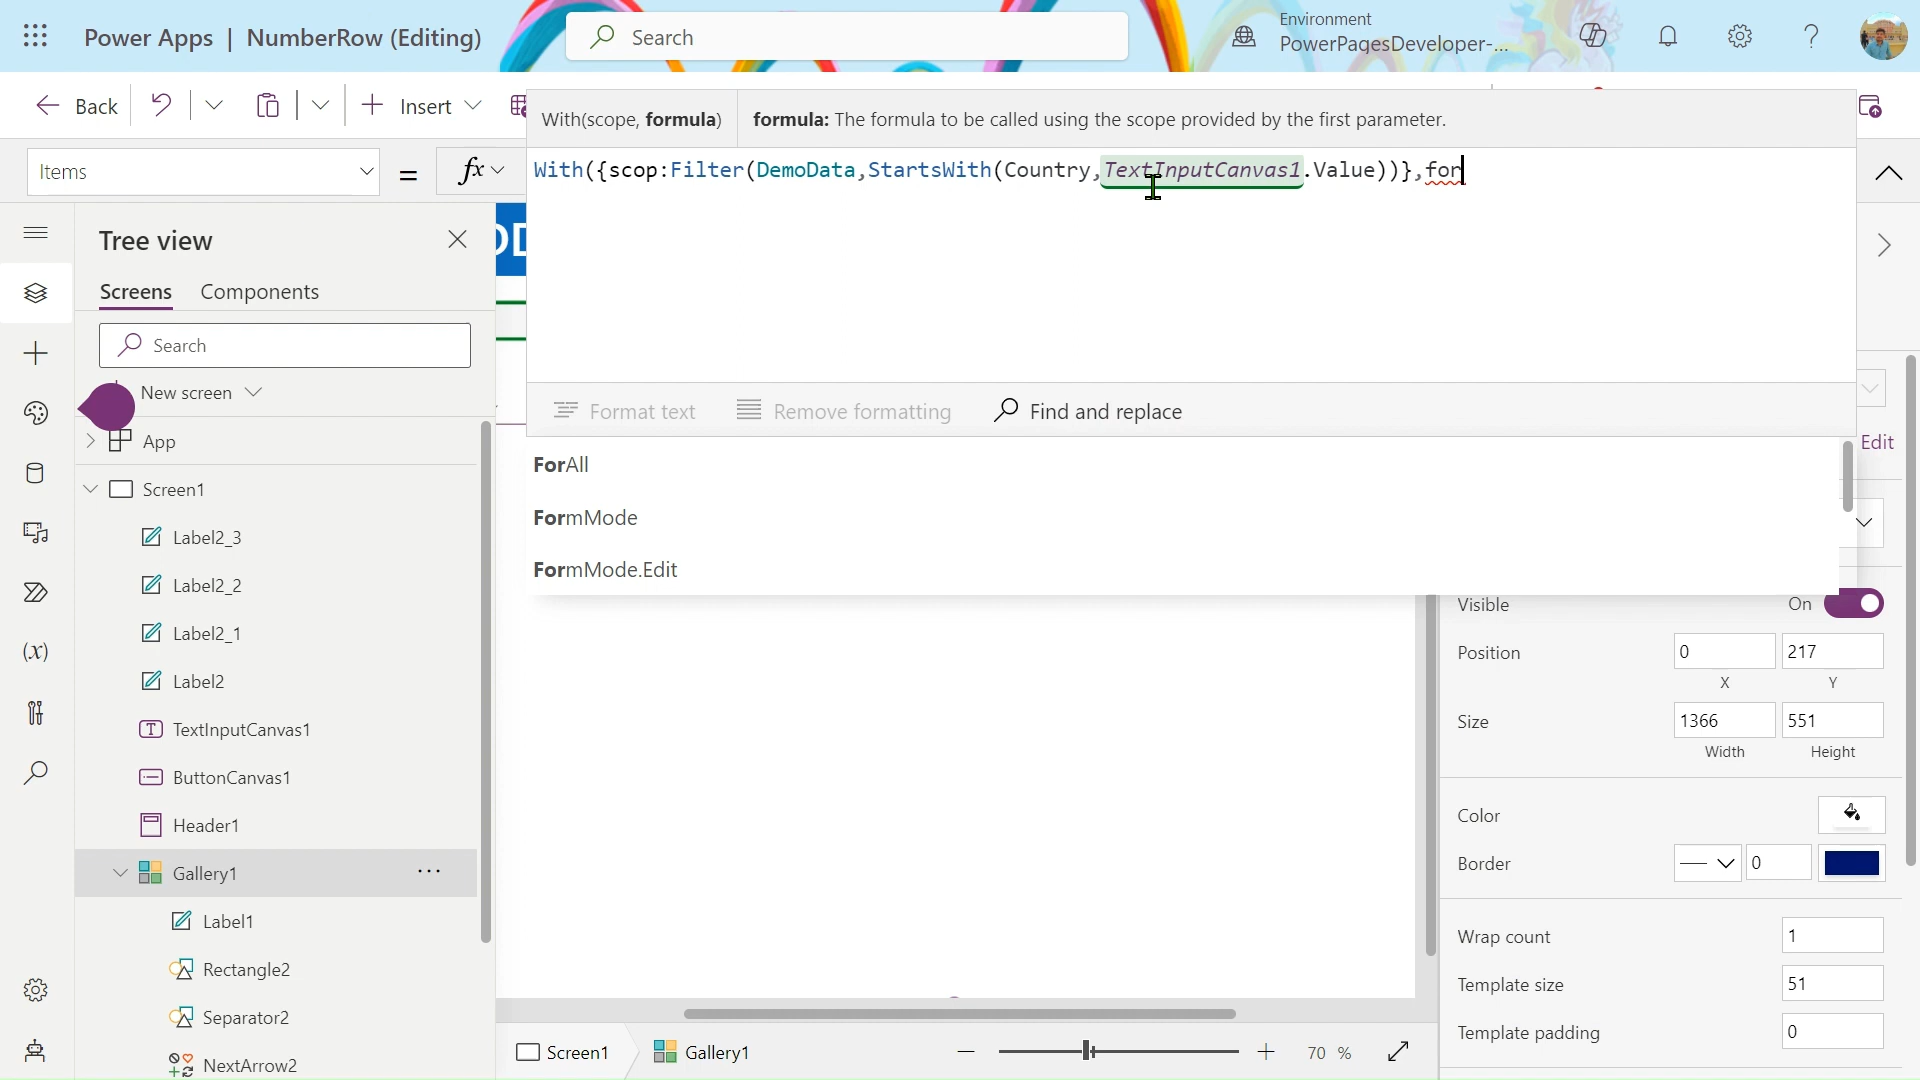 Power Apps | NumberRow (Editing)
Search
Environment
PowerPagesDeveloper-...
Back
Insert
With(scope, formula)
formula: The formula to be called using the scope provided by the first parameter.
Items
=
fx
With({scop:Filter(DemoData,StartsWith(Country,TextInputCanvas1.Value))},for
Tree view
Screens
Components
Search
New screen
App
Screen1
Label2_3
Label2_2
Label2_1
Label2
TextInputCanvas1
ButtonCanvas1
Header1
Gallery1
Label1
Rectangle2
Separator2
NextArrow2
Format text
Remove formatting
Find and replace
ForAll
FormMode
FormMode.Edit
Edit
Visible
On
Position
0
217
X
Y
Size
1366
551
Width
Height
Color
Border
0
Wrap count
1
Template size
51
Template padding
0
Screen1
Gallery1
70 %